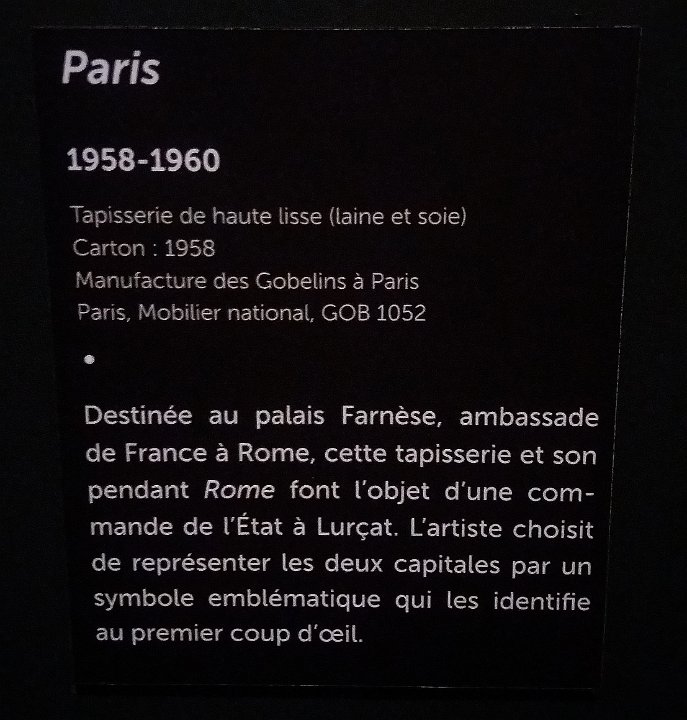 Paris
1958-1960
Tapisserie de haute lisse (laine et soie)
Carton : 1958
Manufacture des Gobelins à Paris
Paris, Mobilier national, GOB 1052
•
Destinée au palais Farnèse, ambassade
de France à Rome, cette tapisserie et son
pendant Rome font l’objet d’une com-
mande de l’État à Lurçat. L’artiste choisit
de représenter les deux capitales par un
symbole emblématique qui les identifie
au premier coup d’œil.